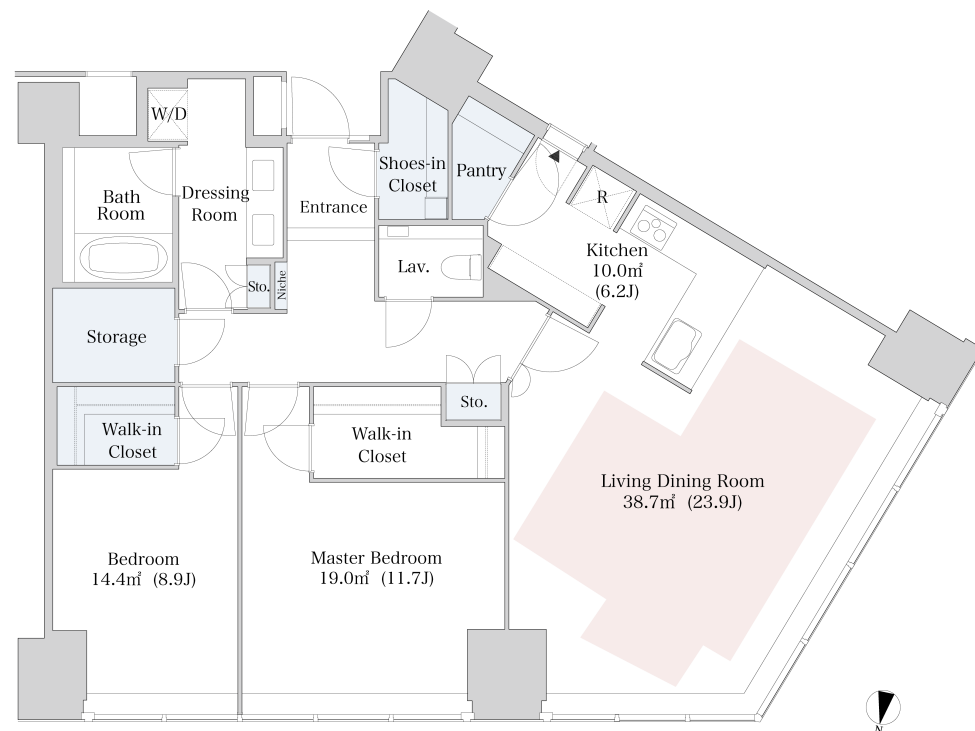 W/D
Bath
Room
Dressing
Room
Entrance
Shoes-in
Closet
Pantry
R
Kitchen
10.0㎡
(6.2J)
Lav.
Sto.
Niche
Storage
Sto.
Walk-in
Closet
Walk-in
Closet
Living Dining Room
38.7㎡ (23.9J)
Bedroom
14.4㎡ (8.9J)
Master Bedroom
19.0㎡ (11.7J)
N